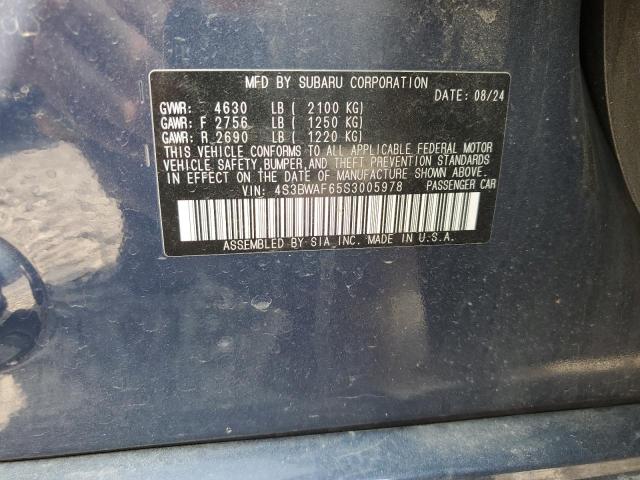 MFD BY SUBARU CORPORATION
DATE: 08/24
GVWR: 4630 LB ( 2100 KG)
GAWR: F 2756 LB ( 1250 KG)
GAWR: R 2690 LB ( 1220 KG)
THIS VEHICLE CONFORMS TO ALL APPLICABLE FEDERAL MOTOR
VEHICLE SAFETY, BUMPER, AND THEFT PREVENTION STANDARDS
IN EFFECT ON THE DATE OF MANUFACTURE SHOWN ABOVE.
VIN: 4S3BWAF65S3005978 PASSENGER CAR
ASSEMBLED BY SIA INC. MADE IN U.S.A.